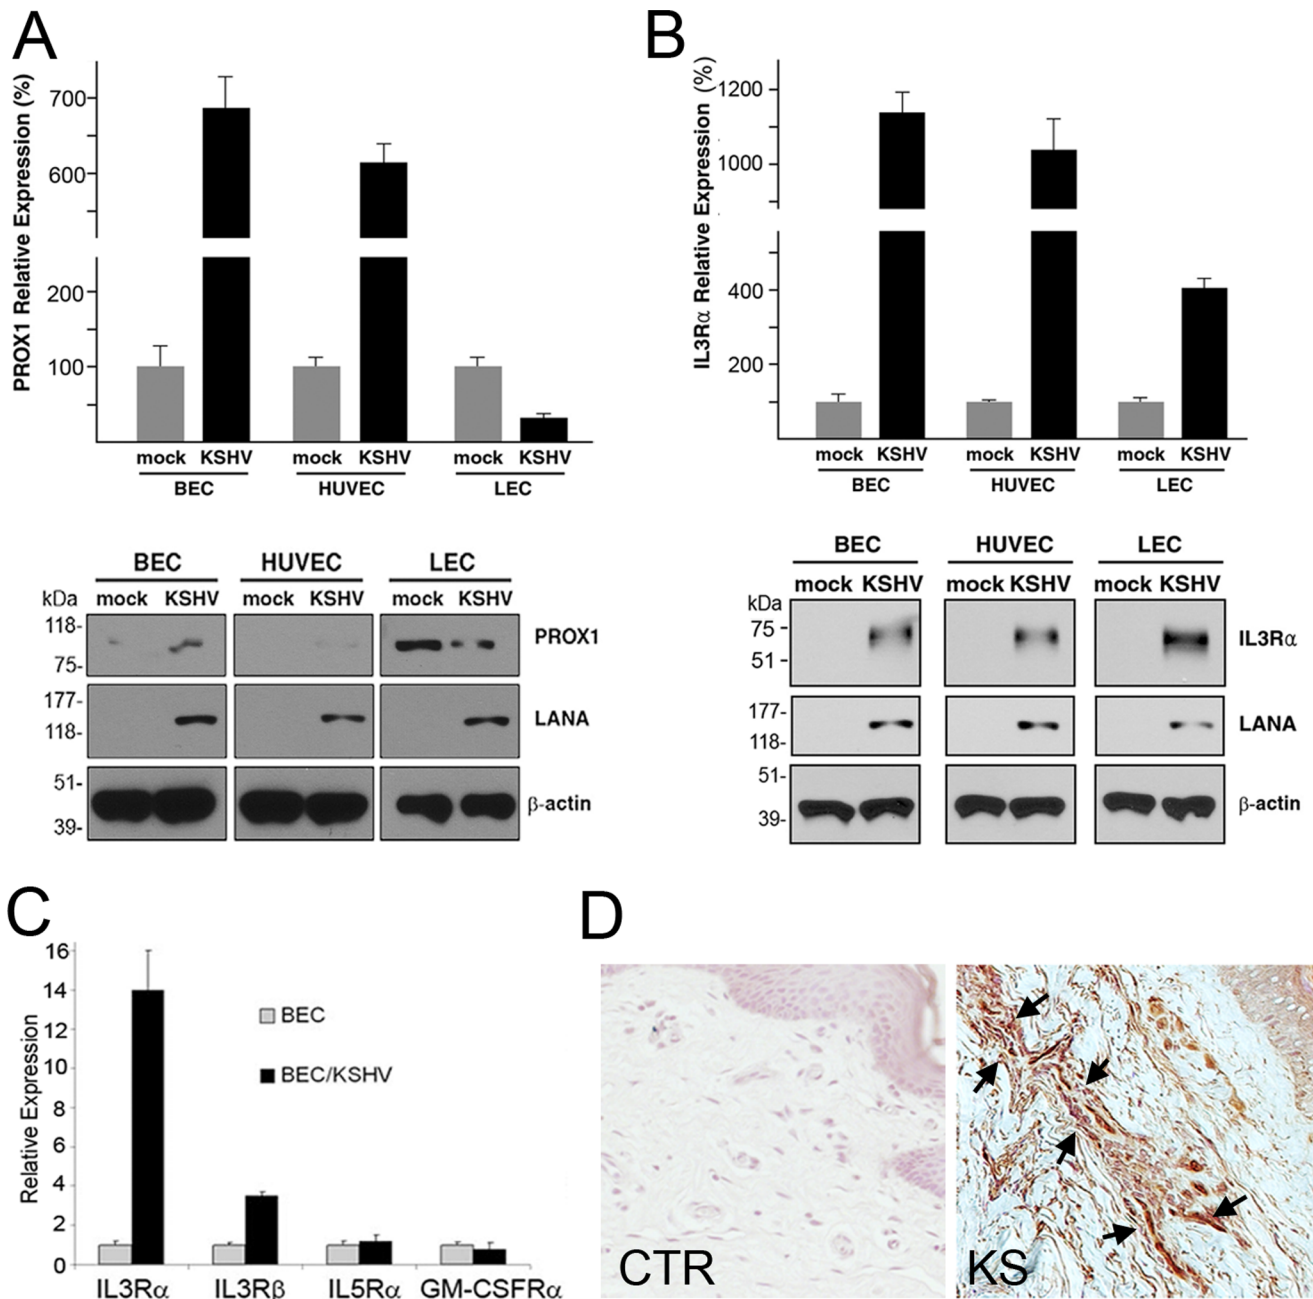 A
PROX1 Relative Expression (%)
700
600
200
100
mock KSHV mock KSHV mock KSHV
BEC HUVEC LEC
BEC HUVEC LEC
kDa mock KSHV mock KSHV mock KSHV
118-
75-
PROX1
177-
118-
LANA
51-
39-
β-actin
B
IL3Rα Relative Expression (%)
1200
1000
400
200
mock KSHV mock KSHV mock KSHV
BEC HUVEC LEC
BEC HUVEC LEC
mock KSHV mock KSHV mock KSHV
kDa
75-
51-
IL3Rα
177-
118-
LANA
51-
39-
β-actin
C
Relative Expression
16
14
12
10
8
6
4
2
0
BEC
BEC/KSHV
IL3Rα IL3Rβ IL5Rα GM-CSFRα
D
CTR
KS